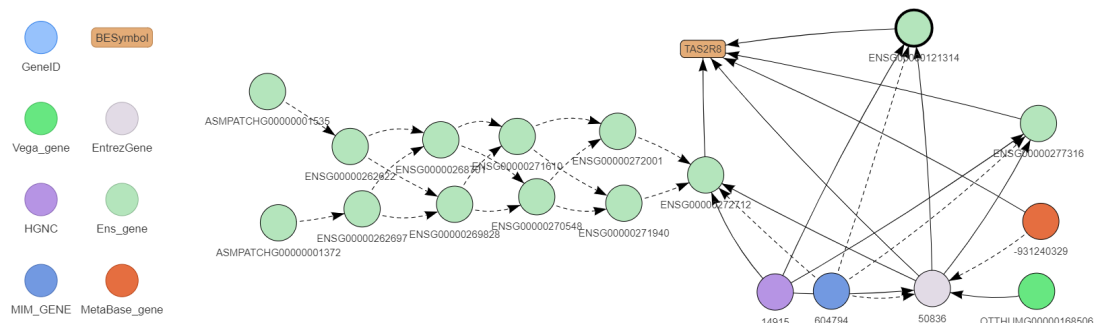 GeneID
BESymbol
Vega_gene
EntrezGene
HGNC
Ens_gene
MIM_GENE
MetaBase_gene
TAS2R8
ENSG00000121314
ASMPATCHG00000001535
ENSG00000262622
ENSG00000268701
ENSG00000271610
ENSG00000272001
ENSG00000277316
ENSG00000272712
ASMPATCHG00000001372
ENSG00000262697
ENSG00000269828
ENSG00000270548
ENSG00000271940
-931240329
14915
604794
50836
OTTHUMG00000168506